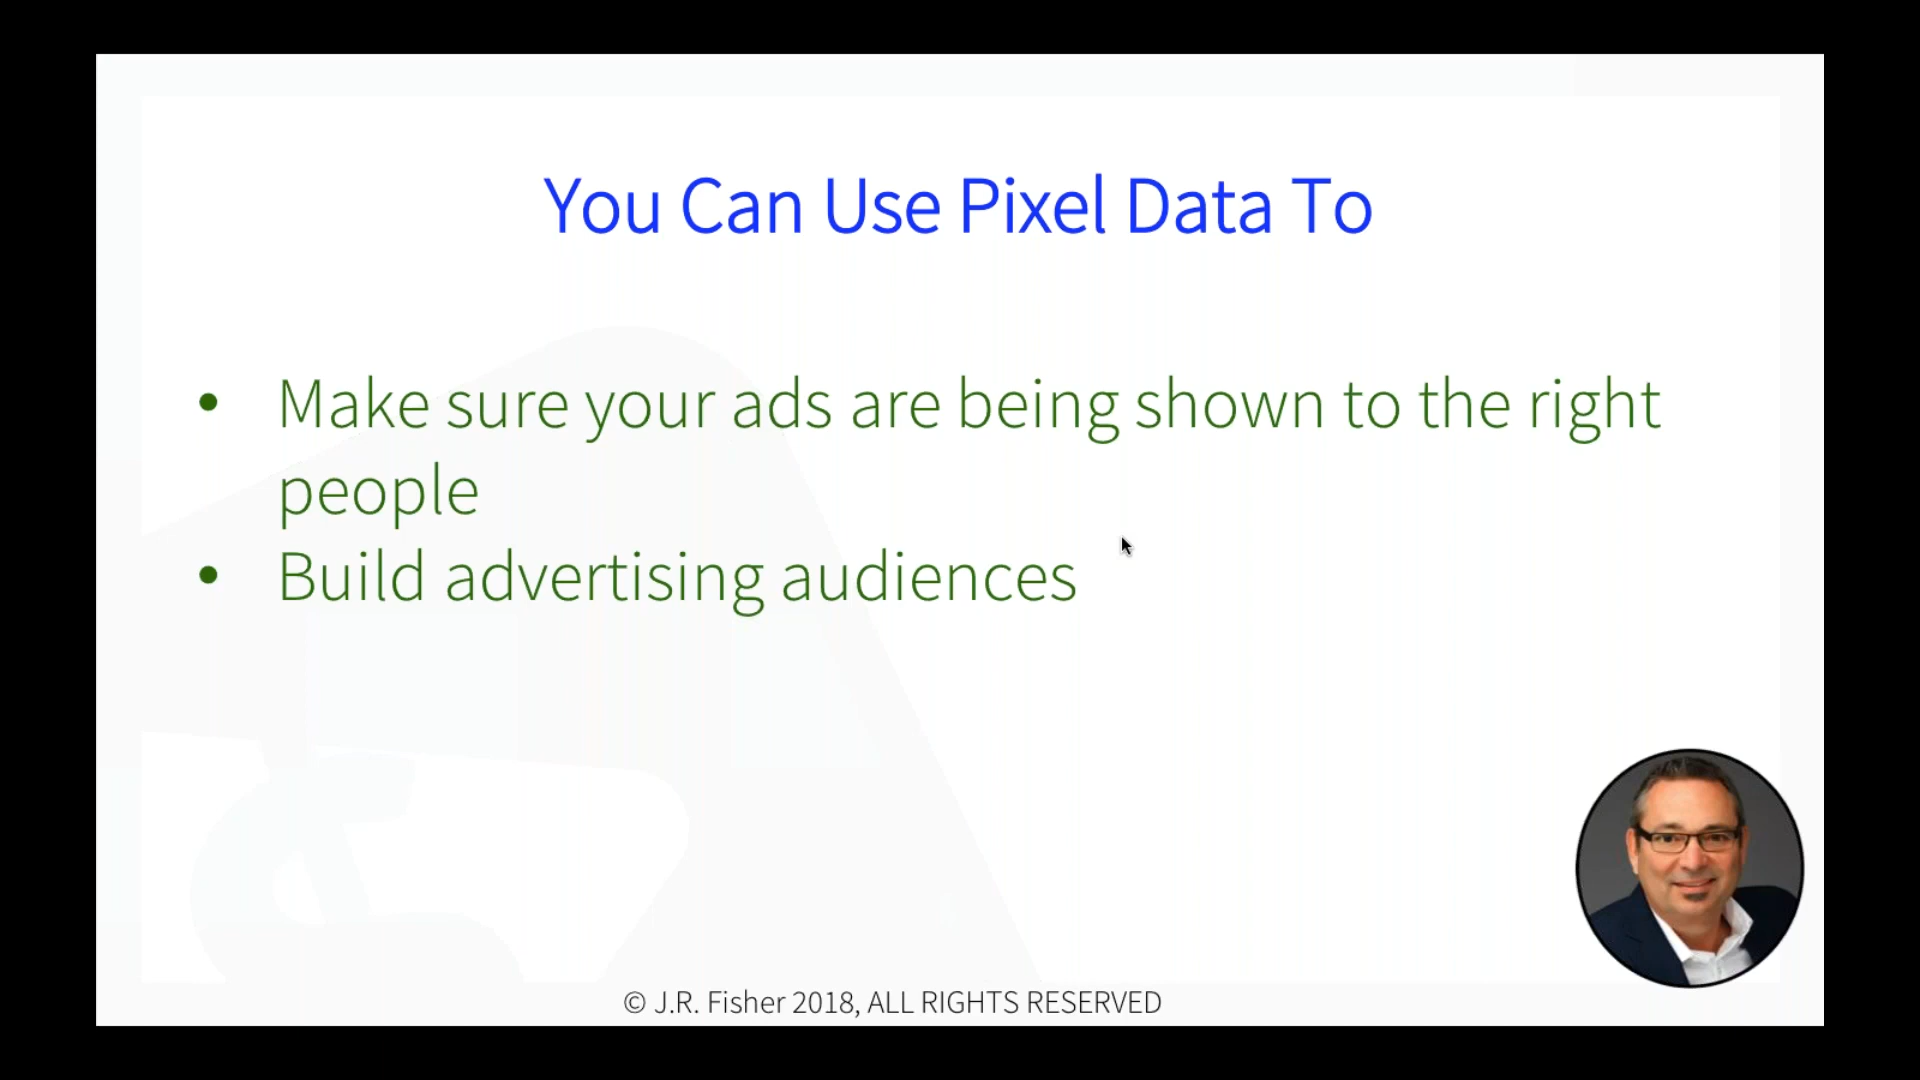 You Can Use Pixel Data To
• Make sure your ads are being shown to the right
people
• Build advertising audiences
© J.R. Fisher 2018, ALL RIGHTS RESERVED